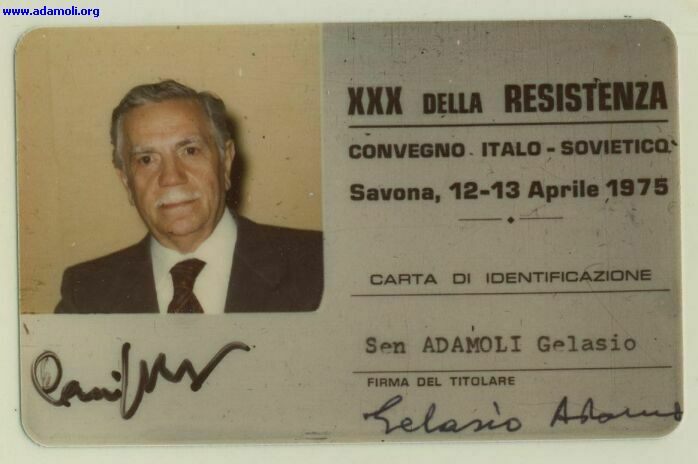 www.adamoli.org
XXX DELLA RESISTENZA
CONVEGNO ITALO - SOVIETICO
Savona, 12-13 Aprile 1975
CARTA DI IDENTIFICAZIONE
Sen ADAMOLI Gelasio
FIRMA DEL TITOLARE
Gelasio Adamoli